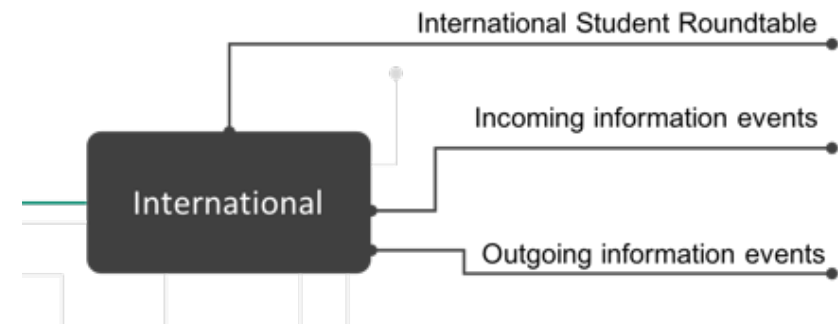 International Student Roundtable
Incoming information events
International
Outgoing information events